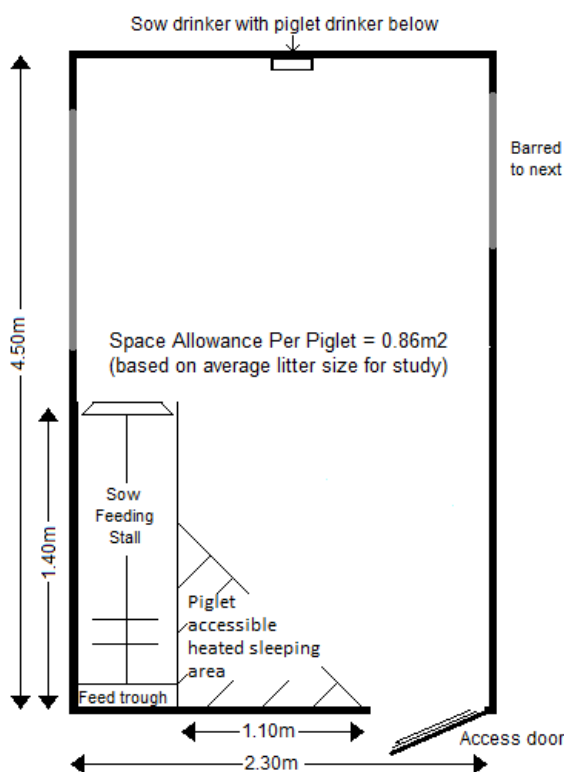 Sow drinker with piglet drinker below
Barred
to next
4.50m
Space Allowance Per Piglet = 0.86m2
(based on average litter size for study)
1.40m
Sow
Feeding
Stall
Piglet
accessible
heated sleeping
area
Feed trough
1.10m
Access door
2.30m